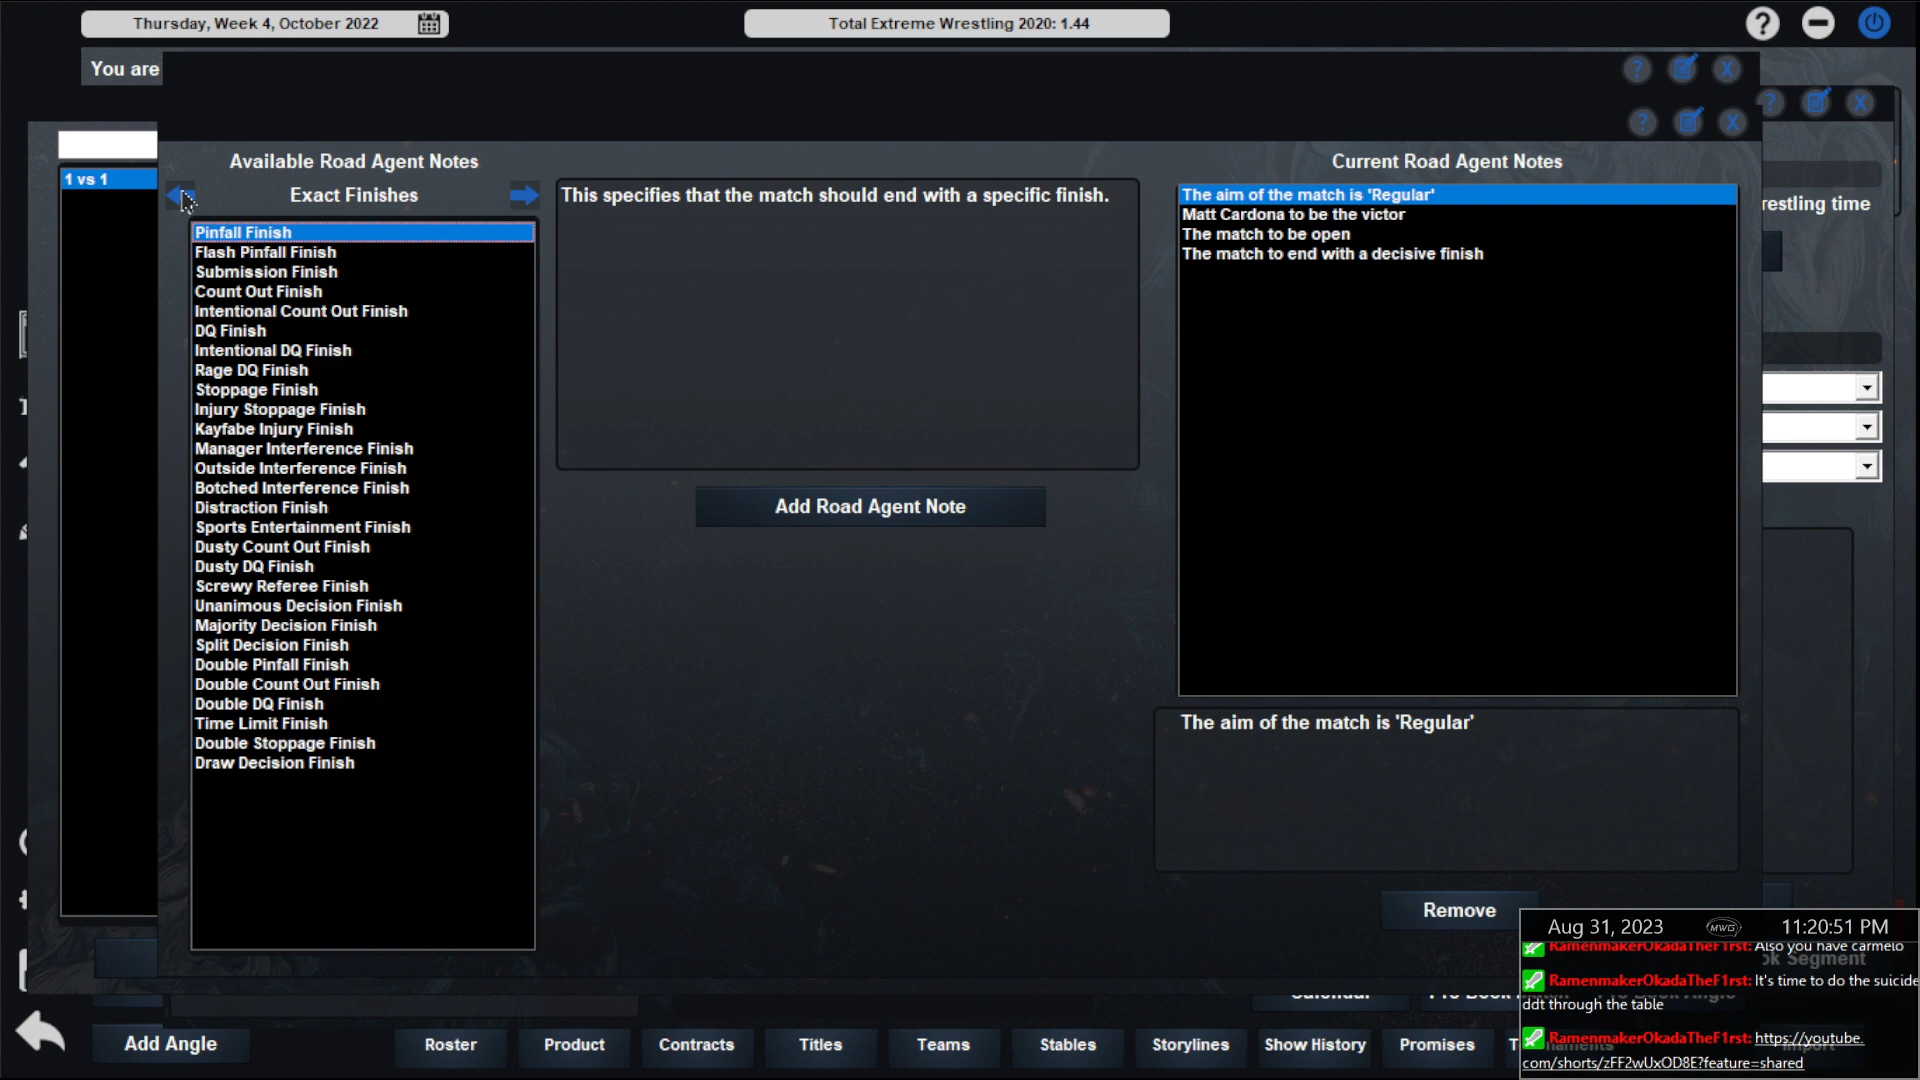 Thursday, Week 4, October 2022
Total Extreme Wrestling 2020: 1.44
You are
Available Road Agent Notes
Exact Finishes
Pinfall Finish
Flash Pinfall Finish
Submission Finish
Count Out Finish
Intentional Count Out Finish
DQ Finish
Intentional DQ Finish
Rage DQ Finish
Stoppage Finish
Injury Stoppage Finish
Kayfabe Injury Finish
Manager Interference Finish
Outside Interference Finish
Botched Interference Finish
Distraction Finish
Sports Entertainment Finish
Dusty Count Out Finish
Dusty DQ Finish
Screwy Referee Finish
Unanimous Decision Finish
Majority Decision Finish
Split Decision Finish
Double Pinfall Finish
Double Count Out Finish
Double DQ Finish
Time Limit Finish
Double Stoppage Finish
Draw Decision Finish
1 vs 1
This specifies that the match should end with a specific finish.
Add Road Agent Note
Current Road Agent Notes
The aim of the match is 'Regular'
Matt Cardona to be the victor
The match to be open
The match to end with a decisive finish
The aim of the match is 'Regular'
Remove
restling time
Aug 31, 2023 MWG 11:20:51 PM
RamenmakerOkadaTheF1rst: Also you have carmelo
Segment
RamenmakerOkadaTheF1rst: It's time to do the suicide
ddt through the table
RamenmakerOkadaTheF1rst: https://youtube.
com/shorts/zFF2wUxOD8E?feature=shared
Calendar
Add Angle
Roster
Product
Contracts
Titles
Teams
Stables
Storylines
Show History
Promises